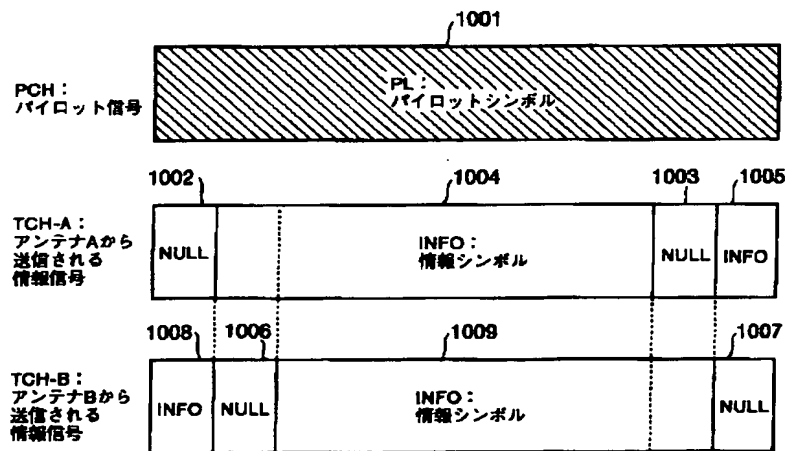 1001
PCH：
パイロット信号
PL：
パイロットシンボル
1002
1004
1003
1005
TCH-A：
アンテナAから
送信される
情報信号
NULL
INFO：
情報シンボル
NULL
INFO
1008
1006
1009
1007
TCH-B：
アンテナBから
送信される
情報信号
INFO
NULL
INFO：
情報シンボル
NULL